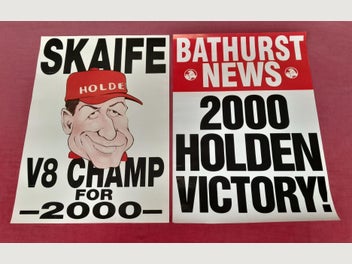 SKAIFE
HOLDE
V8 CHAMP
FOR
—2000—
BATHURST
NEWS
2000
HOLDEN
VICTORY!